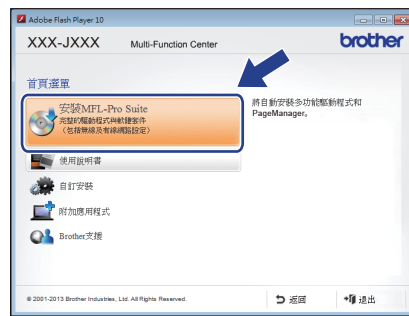 Adobe Flash Player 10
XXX-JXXX Multi-Function Center brother
首頁選單
安裝MFL-Pro Suite
完整的驅動程式與軟體套件
（包括無線及有線網路設定）
將自動安裝多功能驅動程式和
PageManager。
使用說明書
自訂安裝
附加應用程式
Brother支援
© 2001-2013 Brother Industries, Ltd. All Rights Reserved. 返回 退出